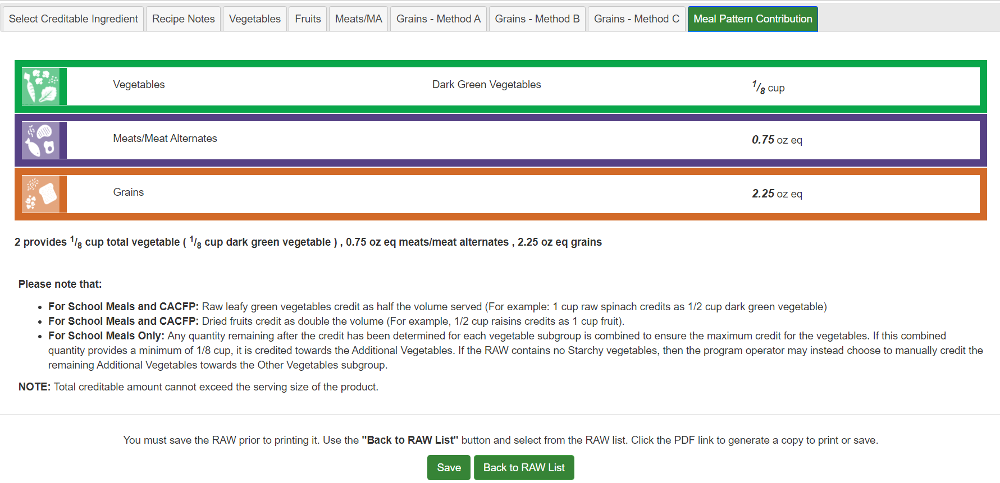 Select Creditable Ingredient Recipe Notes Vegetables Fruits Meats/MA Grains - Method A Grains - Method B Grains - Method C Meal Pattern Contribution
Vegetables Dark Green Vegetables 1/8 cup
Meats/Meat Alternates 0.75 oz eq
Grains 2.25 oz eq
2 provides 1/8 cup total vegetable ( 1/8 cup dark green vegetable ) , 0.75 oz eq meats/meat alternates , 2.25 oz eq grains
Please note that:
• For School Meals and CACFP: Raw leafy green vegetables credit as half the volume served (For example: 1 cup raw spinach credits as 1/2 cup dark green vegetable)
• For School Meals and CACFP: Dried fruits credit as double the volume (For example, 1/2 cup raisins credits as 1 cup fruit).
• For School Meals Only: Any quantity remaining after the credit has been determined for each vegetable subgroup is combined to ensure the maximum credit for the vegetables. If this combined
quantity provides a minimum of 1/8 cup, it is credited towards the Additional Vegetables. If the RAW contains no Starchy vegetables, then the program operator may instead choose to manually credit the
remaining Additional Vegetables towards the Other Vegetables subgroup.
NOTE: Total creditable amount cannot exceed the serving size of the product.
You must save the RAW prior to printing it. Use the "Back to RAW List" button and select from the RAW list. Click the PDF link to generate a copy to print or save.
Save Back to RAW List